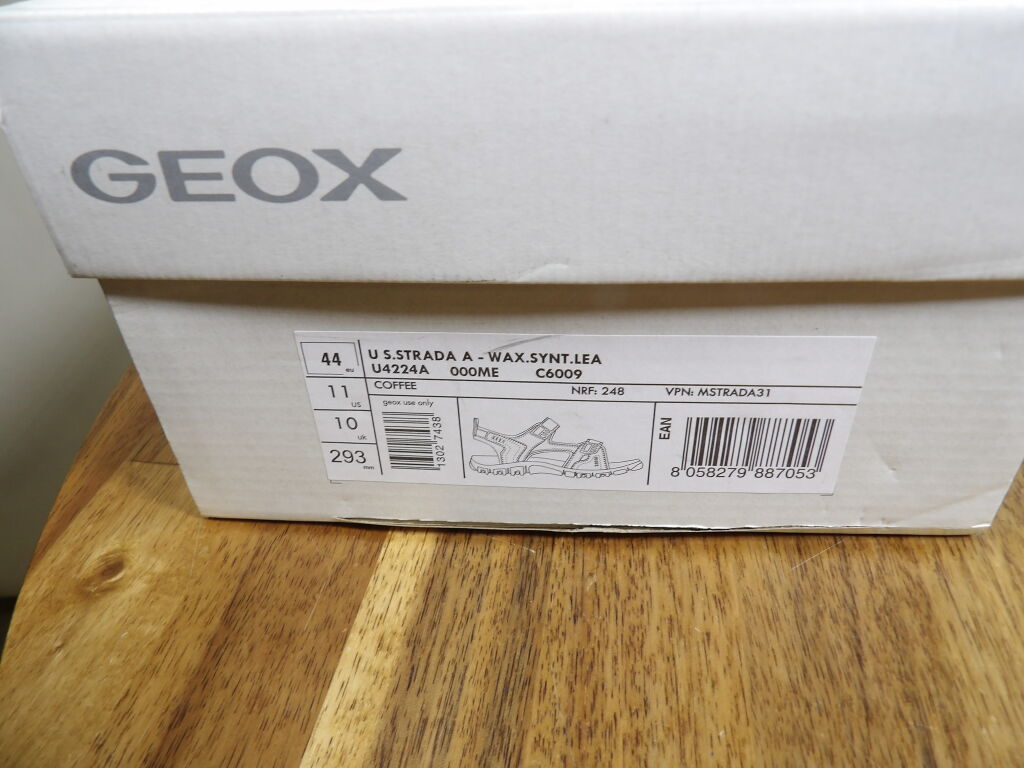 GEOX
44 eu
11 us
10 uk
293 mm
U S.STRADA A - WAX.SYNT.LEA
U4224A 000ME C6009
COFFEE NRF: 248 VPN: MSTRADA31
geox use only
13027438
EAN
8 058279 887053